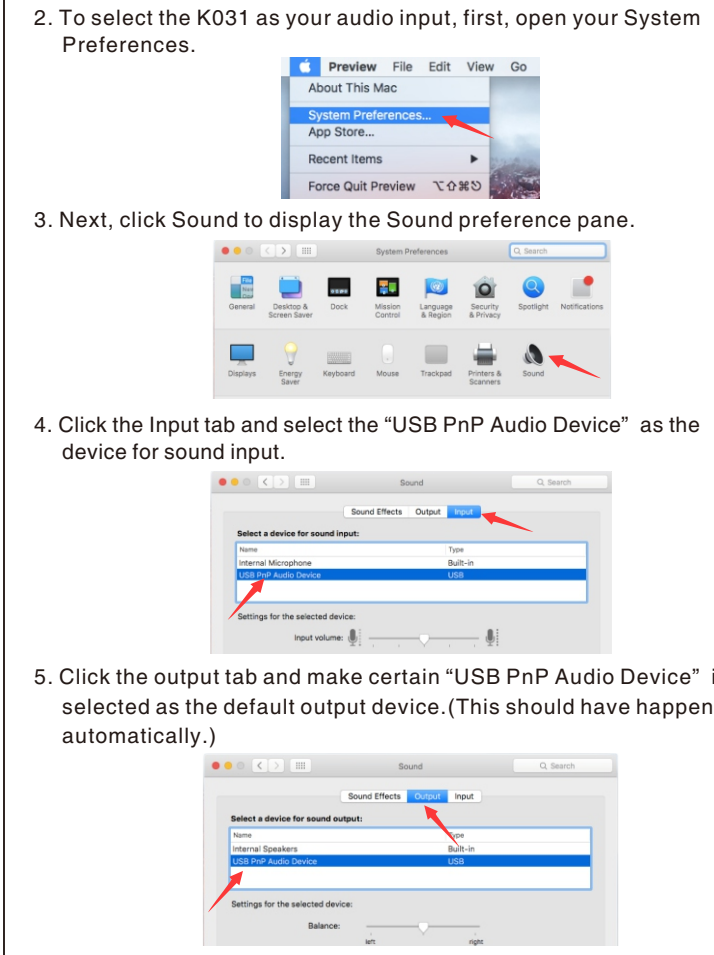 2. To select the K031 as your audio input, first, open your System
Preferences.
Preview File Edit View Go
About This Mac
System Preferences...
App Store...
Recent Items ▶
Force Quit Preview ⌥⇧⌘⎋
3. Next, click Sound to display the Sound preference pane.
System Preferences
Search
General Desktop & Screen Saver Dock Mission Control Language & Region Security & Privacy Spotlight Notifications
Displays Energy Saver Keyboard Mouse Trackpad Printers & Scanners Sound
4. Click the Input tab and select the “USB PnP Audio Device” as the
device for sound input.
Sound
Search
Sound Effects Output Input
Select a device for sound input:
Name Type
Internal Microphone Built-in
USB PnP Audio Device USB
Settings for the selected device:
Input volume:
5. Click the output tab and make certain “USB PnP Audio Device” i
selected as the default output device.(This should have happen
automatically.)
Sound
Search
Sound Effects Output Input
Select a device for sound output:
Name Type
Internal Speakers Built-in
USB PnP Audio Device USB
Settings for the selected device:
Balance:
left right